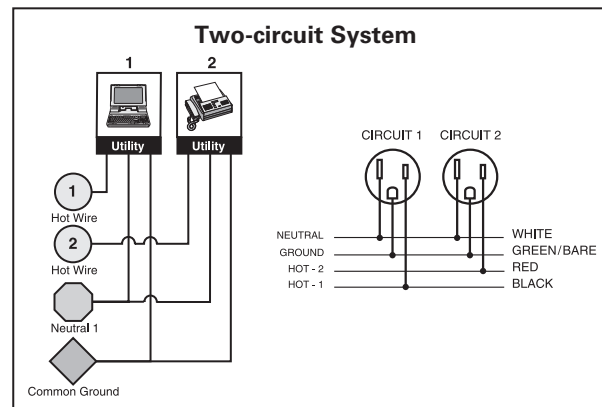 Two-circuit System
1
2
Utility
Utility
1
Hot Wire
2
Hot Wire
Neutral 1
Common Ground
CIRCUIT 1
CIRCUIT 2
NEUTRAL
WHITE
GROUND
GREEN/BARE
HOT - 2
RED
HOT - 1
BLACK